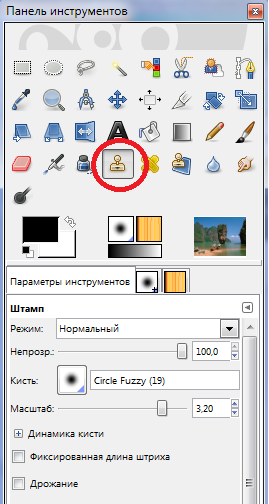 Панель инструментов
A
Параметры инструментов
Штамп
Режим: Нормальный
Непрозр.: 100,0
Кисть: Circle Fuzzy (19)
Масштаб: 3,20
Динамика кисти
Фиксированная длина штриха
Дрожание